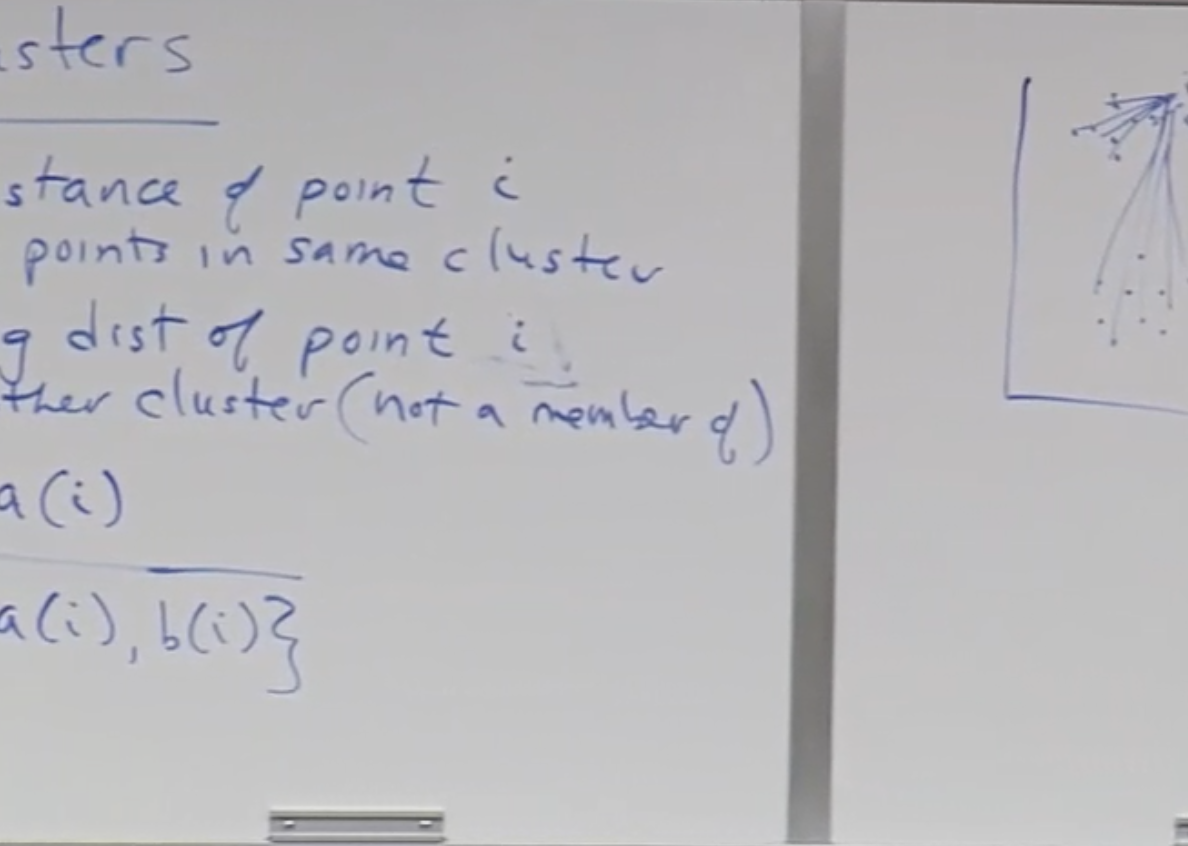 sters
stance of point i
points in same cluster
g dist of point i
ther cluster (not a member of)
a(i)
a(i), b(i)}